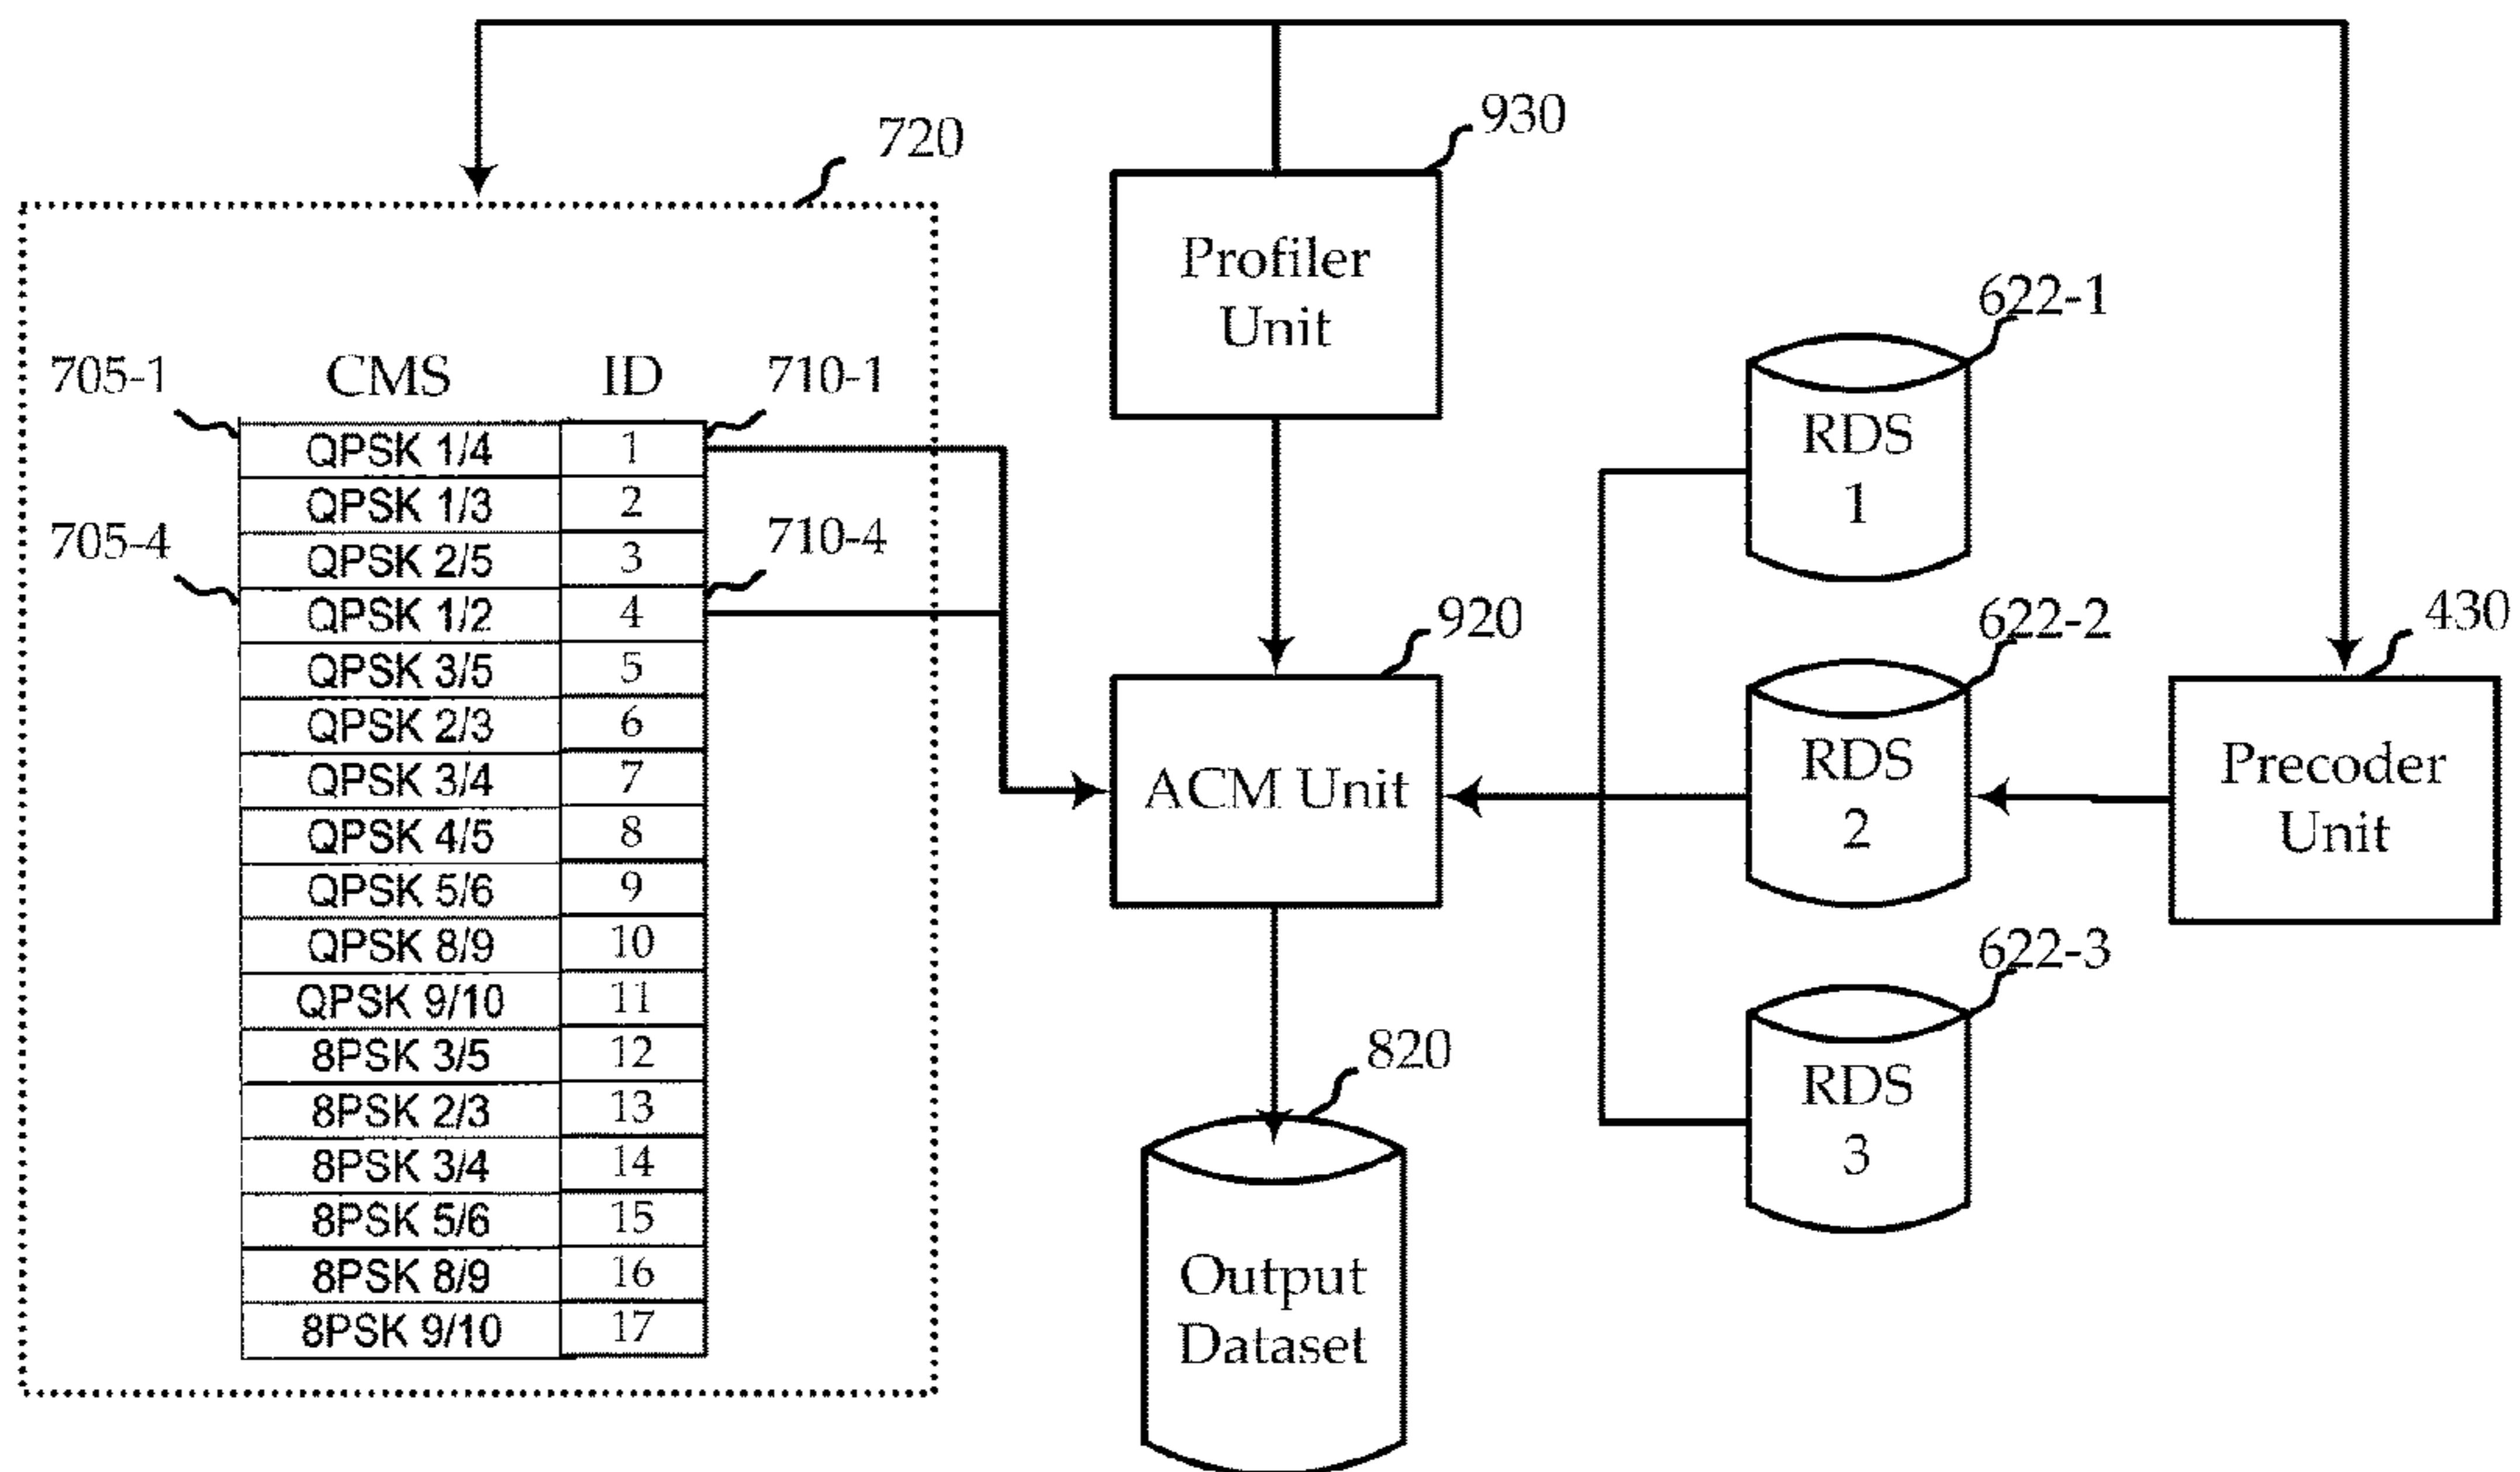 720
930
Profiler
Unit
622-1
705-1
CMS
ID
710-1
QPSK 1/4
1
QPSK 1/3
2
705-4
QPSK 2/5
3
710-4
QPSK 1/2
4
QPSK 3/5
5
QPSK 2/3
6
QPSK 3/4
7
QPSK 4/5
8
QPSK 5/6
9
QPSK 8/9
10
QPSK 9/10
11
8PSK 3/5
12
8PSK 2/3
13
8PSK 3/4
14
8PSK 5/6
15
8PSK 8/9
16
8PSK 9/10
17
920
ACM Unit
820
Output
Dataset
RDS
1
622-2
RDS
2
622-3
RDS
3
430
Precoder
Unit